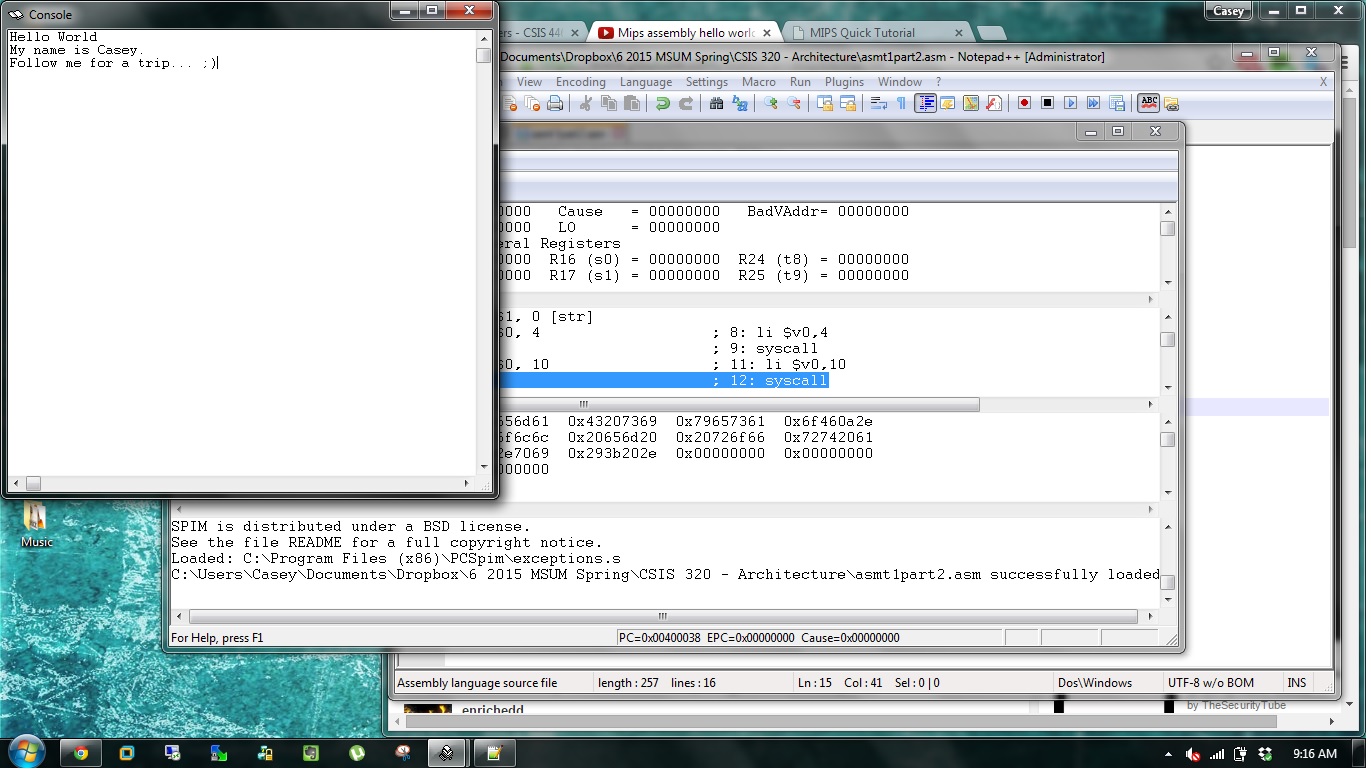 Console
Hello World
My name is Casey.
Follow me for a trip... ;)
Casey
rs - CSIS 44
Mips assembly hello world
MIPS Quick Tutorial
Documents\Dropbox\6 2015 MSUM Spring\CSIS 320 - Architecture\asmt1part2.asm - Notepad++ [Administrator]
View Encoding Language Settings Macro Run Plugins Window ? X
0000 Cause = 00000000 BadVAddr= 00000000
0000 LO = 00000000
eral Registers
0000 R16 (s0) = 00000000 R24 (t8) = 00000000
0000 R17 (s1) = 00000000 R25 (t9) = 00000000
$1, 0 [str]
$0, 4 ; 8: li $v0,4
; 9: syscall
$0, 10 ; 11: li $v0,10
; 12: syscall
656d61 0x43207369 0x79657361 0x6f460a2e
6f6c6c 0x20656d20 0x20726f66 0x72742061
2e7069 0x293b202e 0x00000000 0x00000000
000000
SPIM is distributed under a BSD license.
See the file README for a full copyright notice.
Loaded: C:\Program Files (x86)\PCSpim\exceptions.s
C:\Users\Casey\Documents\Dropbox\6 2015 MSUM Spring\CSIS 320 - Architecture\asmt1part2.asm successfully loaded
For Help, press F1
PC=0x00400038 EPC=0x00000000 Cause=0x00000000
Music
Assembly language source file length : 257 lines : 16 Ln : 15 Col : 41 Sel : 0 | 0 Dos\Windows UTF-8 w/o BOM INS
enrichedd
by TheSecurityTube
9:16 AM